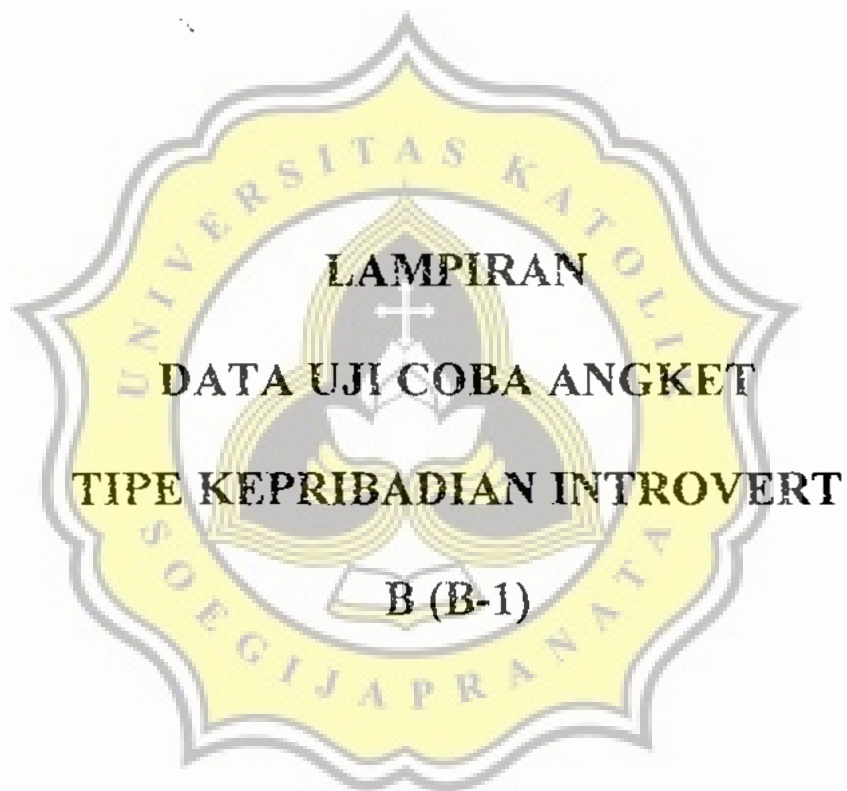 LAMPIRAN
DATA UJI COBA ANGKET
TIPE KEPRIBADIAN INTROVERT
B (B-1)
UNIVERSITAS KATOLIK
SOEGIJAPRANATA